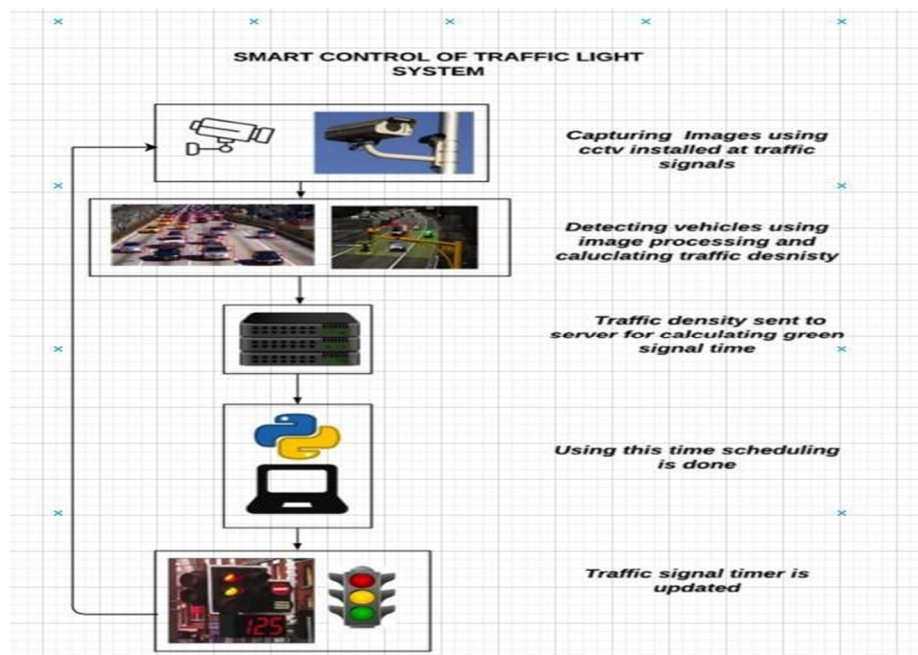 SMART CONTROL OF TRAFFIC LIGHT
SYSTEM
Capturing Images using
cctv installed at traffic
signals
Detecting vehicles using
image processing and
caluclating traffic desnisty
Traffic density sent to
server for calculating green
signal time
Using this time scheduling
is done
125
Traffic signal timer is
updated